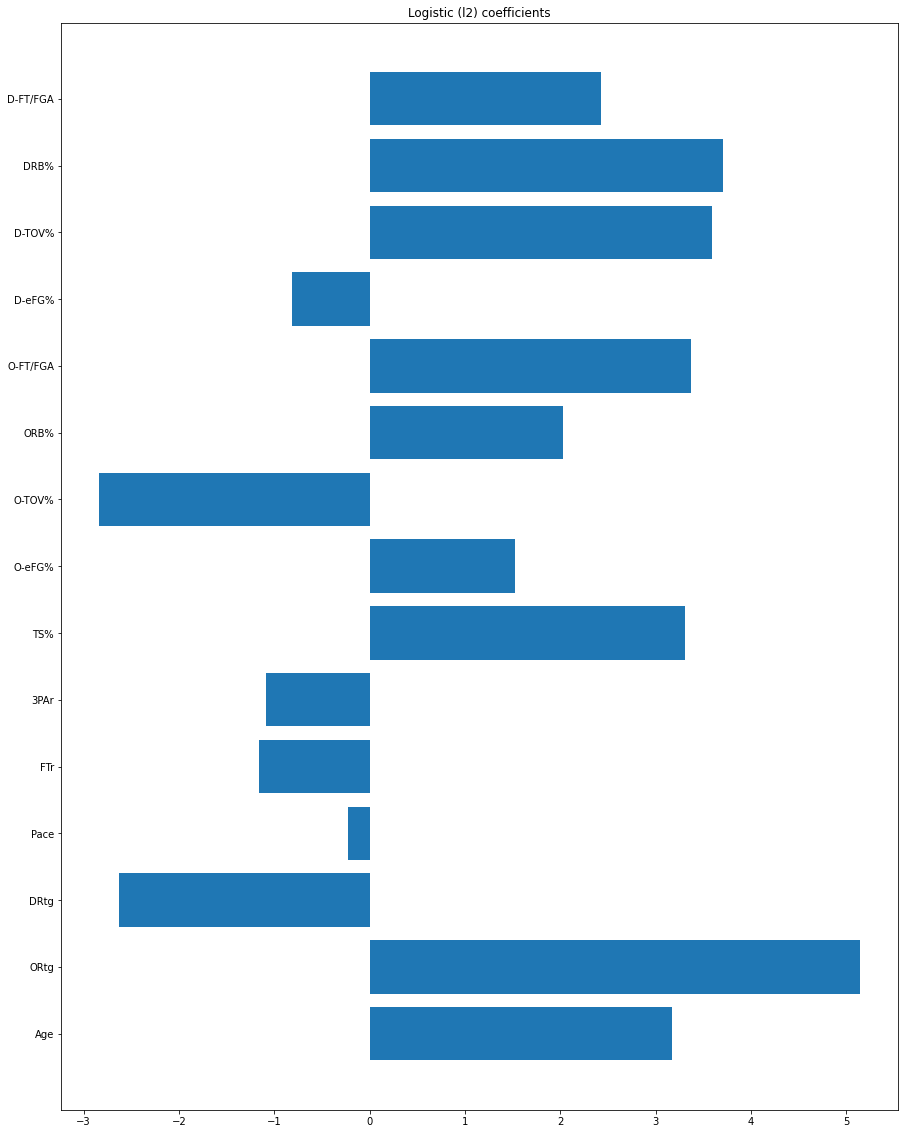 Logistic (l2) coefficients
D-FT/FGA
DRB%
D-TOV%
D-eFG%
O-FT/FGA
ORB%
O-TOV%
O-eFG%
TS%
3PAr
FTr
Pace
DRtg
ORtg
Age
−3 −2 −1 0 1 2 3 4 5